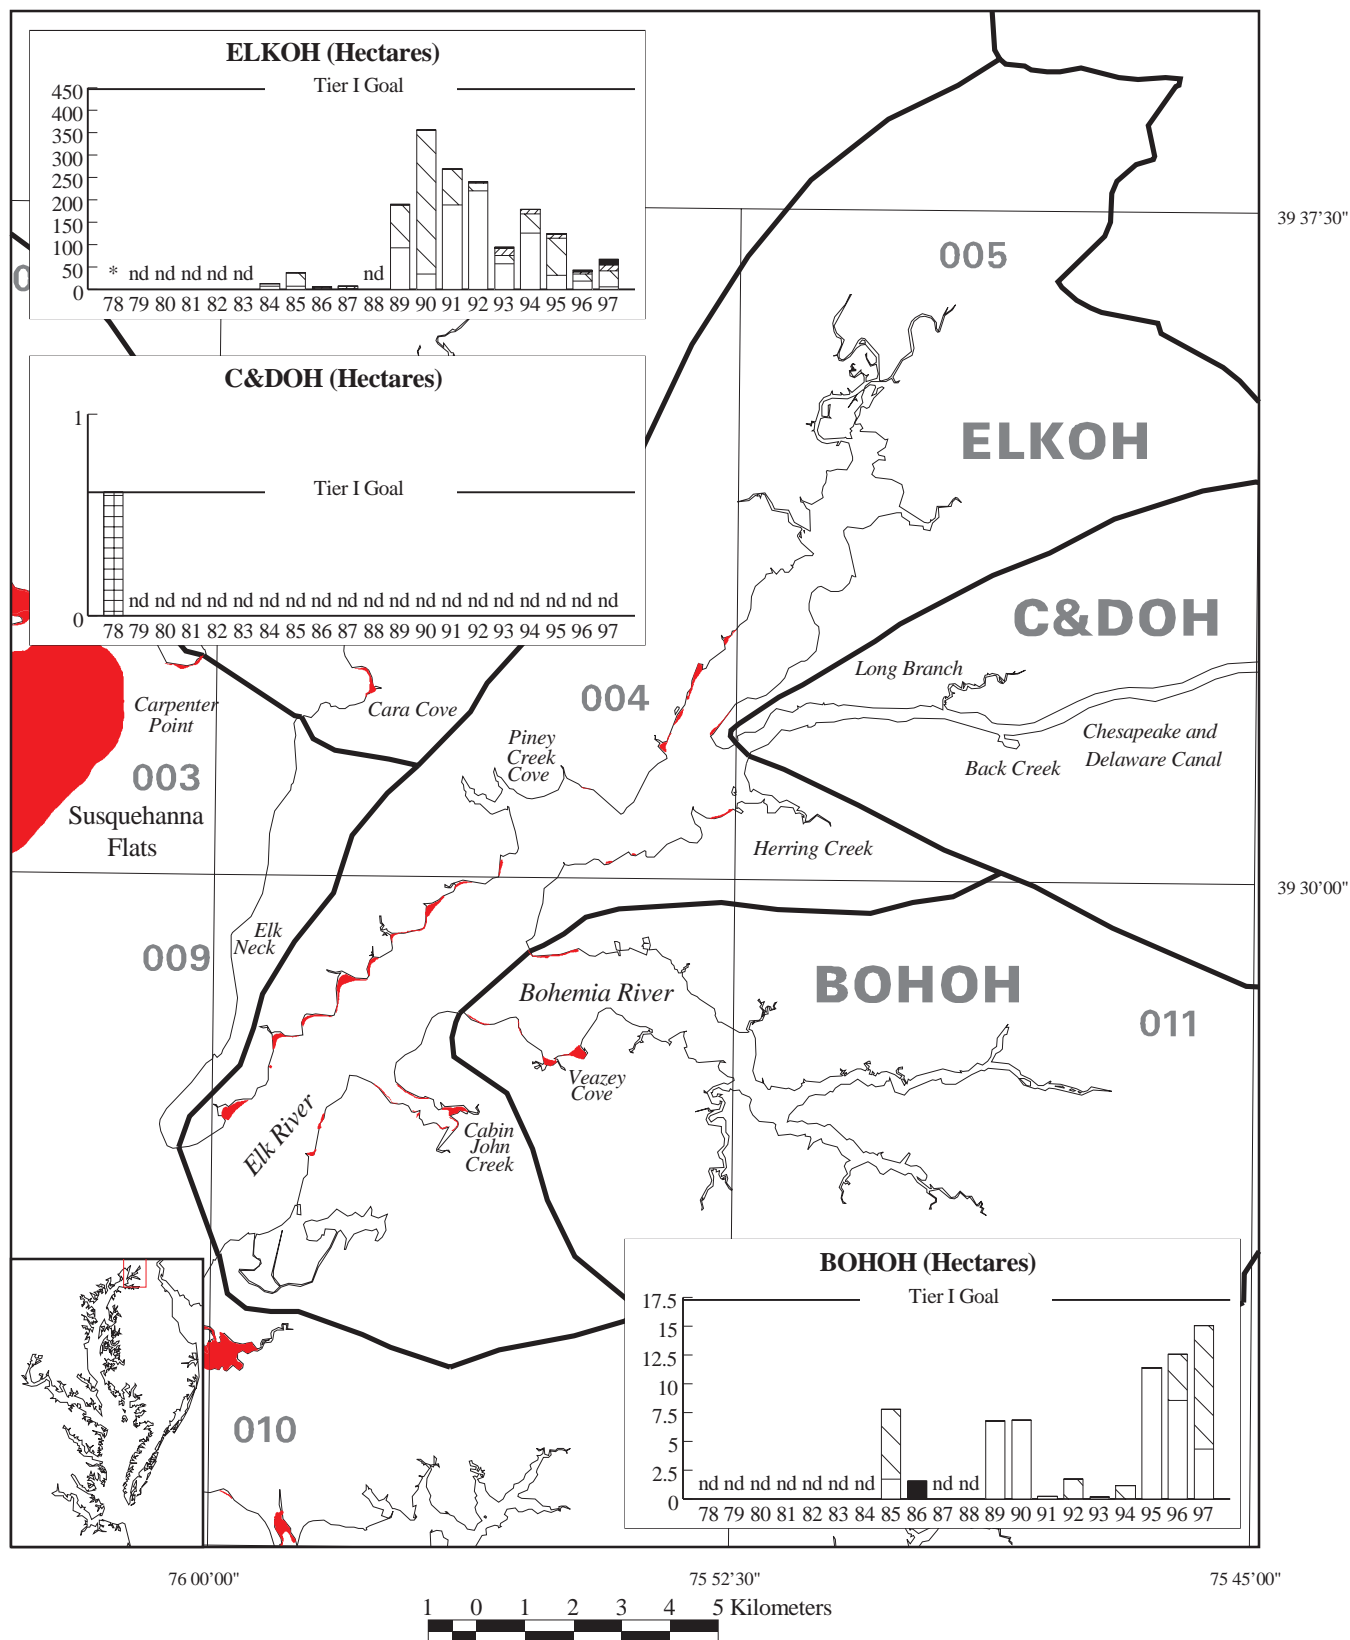 ELKOH (Hectares)
Tier I Goal
450
400
350
300
250
200
150
100
50
0
* nd nd nd nd nd nd
78 79 80 81 82 83 84 85 86 87 88 89 90 91 92 93 94 95 96 97
C&DOH (Hectares)
1
Tier I Goal
0
nd nd nd nd nd nd nd nd nd nd nd nd nd nd nd nd nd nd nd
78 79 80 81 82 83 84 85 86 87 88 89 90 91 92 93 94 95 96 97
39 37'30"
005
ELKOH
C&DOH
Long Branch
004
Carpenter
Point
Cara Cove
Piney
Creek
Cove
Chesapeake and
Delaware Canal
Back Creek
003
Susquehanna
Flats
Herring Creek
39 30'00"
Elk
Neck
009
Bohemia River
BOHOH
011
Veazey
Cove
Elk River
Cabin
John
Creek
010
BOHOH (Hectares)
Tier I Goal
17.5
15
12.5
10
7.5
5
2.5
0
nd nd nd nd nd nd nd nd nd
78 79 80 81 82 83 84 85 86 87 88 89 90 91 92 93 94 95 96 97
76 00'00"
75 52'30"
75 45'00"
1 0 1 2 3 4 5 Kilometers